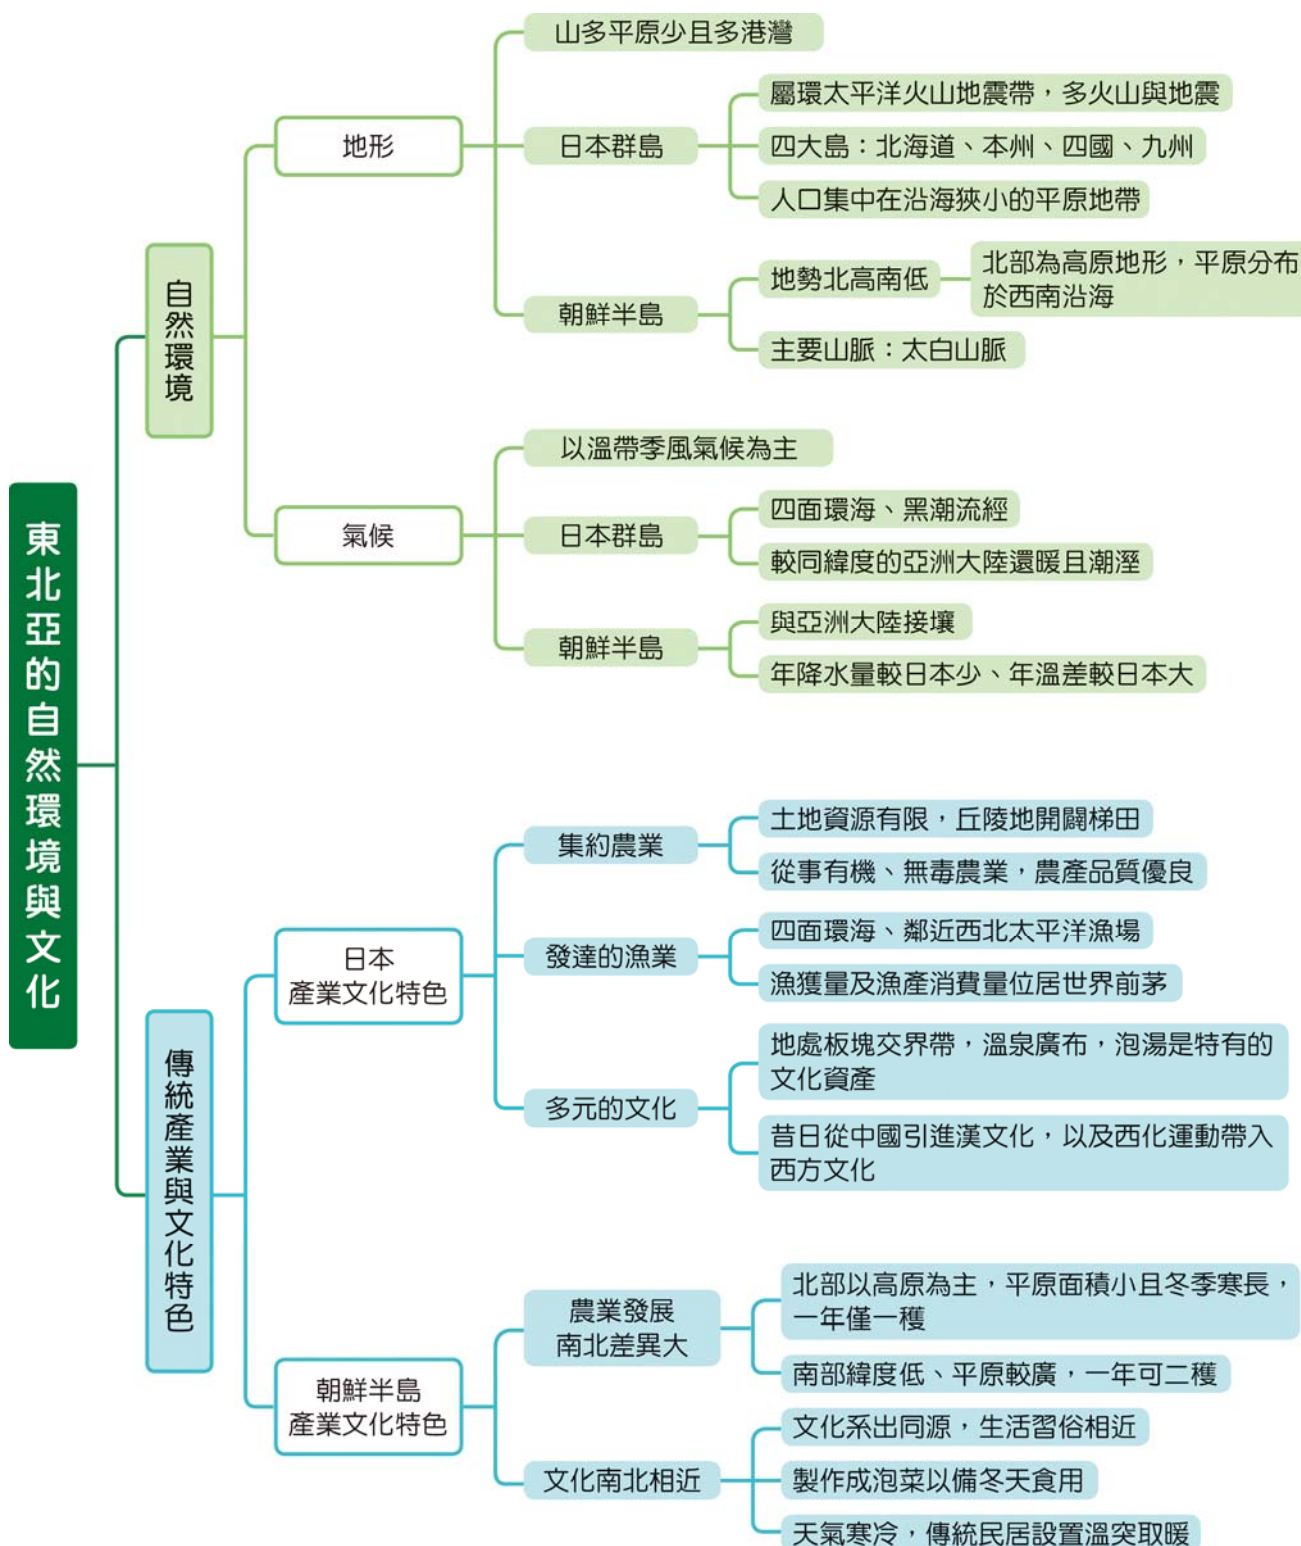 東北亞的自然環境與文化
自然環境
地形
山多平原少且多港灣
日本群島
屬環太平洋火山地震帶，多火山與地震
四大島：北海道、本州、四國、九州
人口集中在沿海狹小的平原地帶
朝鮮半島
地勢北高南低
北部為高原地形，平原分布
於西南沿海
主要山脈：太白山脈
氣候
以溫帶季風氣候為主
日本群島
四面環海、黑潮流經
較同緯度的亞洲大陸還暖且潮溼
朝鮮半島
與亞洲大陸接壤
年降水量較日本少、年溫差較日本大
傳統產業與文化特色
日本
產業文化特色
集約農業
土地資源有限，丘陵地開闢梯田
從事有機、無毒農業，農產品質優良
發達的漁業
四面環海、鄰近西北太平洋漁場
漁獲量及漁產消費量位居世界前茅
多元的文化
地處板塊交界帶，溫泉廣布，泡湯是特有的
文化資產
昔日從中國引進漢文化，以及西化運動帶入
西方文化
朝鮮半島
產業文化特色
農業發展
南北差異大
北部以高原為主，平原面積小且冬季寒長，
一年僅一穫
南部緯度低、平原較廣，一年可二穫
文化南北相近
文化系出同源，生活習俗相近
製作成泡菜以備冬天食用
天氣寒冷，傳統民居設置溫突取暖